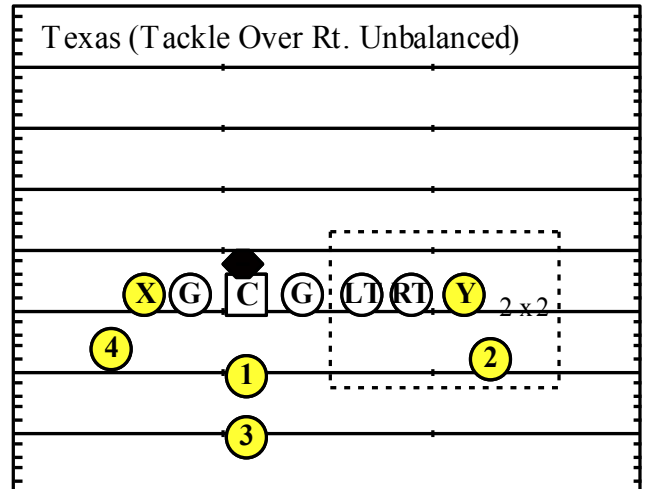 Texas (Tackle Over Rt. Unbalanced)
X G C G LT RT Y
2 x 2
4 2
1
3